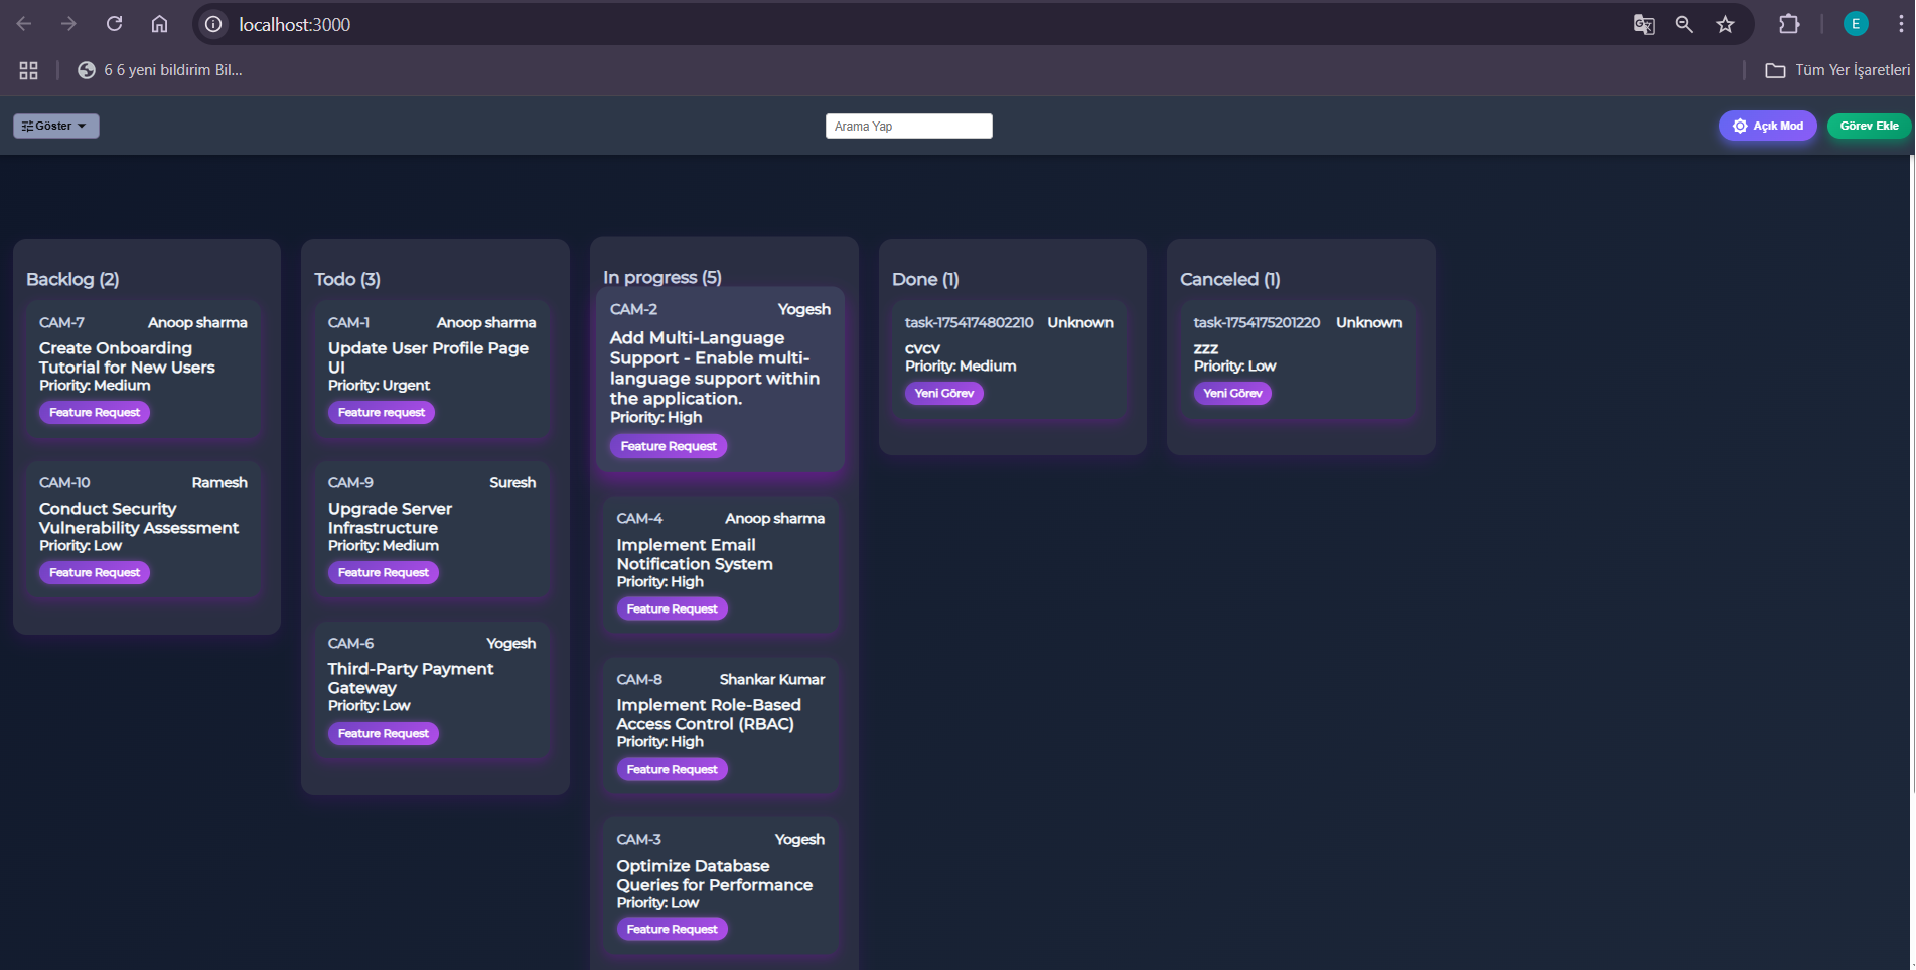 localhost:3000
E
6 6 yeni bildirim Bil...
Tüm Yer İşaretleri
Göster
Arama Yap
Açık Mod
Görev Ekle
Backlog (2)
CAM-7 Anoop sharma
Create Onboarding
Tutorial for New Users
Priority: Medium
Feature Request
CAM-10 Ramesh
Conduct Security
Vulnerability Assessment
Priority: Low
Feature Request
Todo (3)
CAM-1 Anoop sharma
Update User Profile Page
UI
Priority: Urgent
Feature request
CAM-9 Suresh
Upgrade Server
Infrastructure
Priority: Medium
Feature Request
CAM-6 Yogesh
Third-Party Payment
Gateway
Priority: Low
Feature Request
In progress (5)
CAM-2 Yogesh
Add Multi-Language
Support - Enable multi-
language support within
the application.
Priority: High
Feature Request
CAM-4 Anoop sharma
Implement Email
Notification System
Priority: High
Feature Request
CAM-8 Shankar Kumar
Implement Role-Based
Access Control (RBAC)
Priority: High
Feature Request
CAM-3 Yogesh
Optimize Database
Queries for Performance
Priority: Low
Feature Request
Done (1)
task-1754174802210 Unknown
cvcv
Priority: Medium
Yeni Görev
Canceled (1)
task-1754175201220 Unknown
zzz
Priority: Low
Yeni Görev